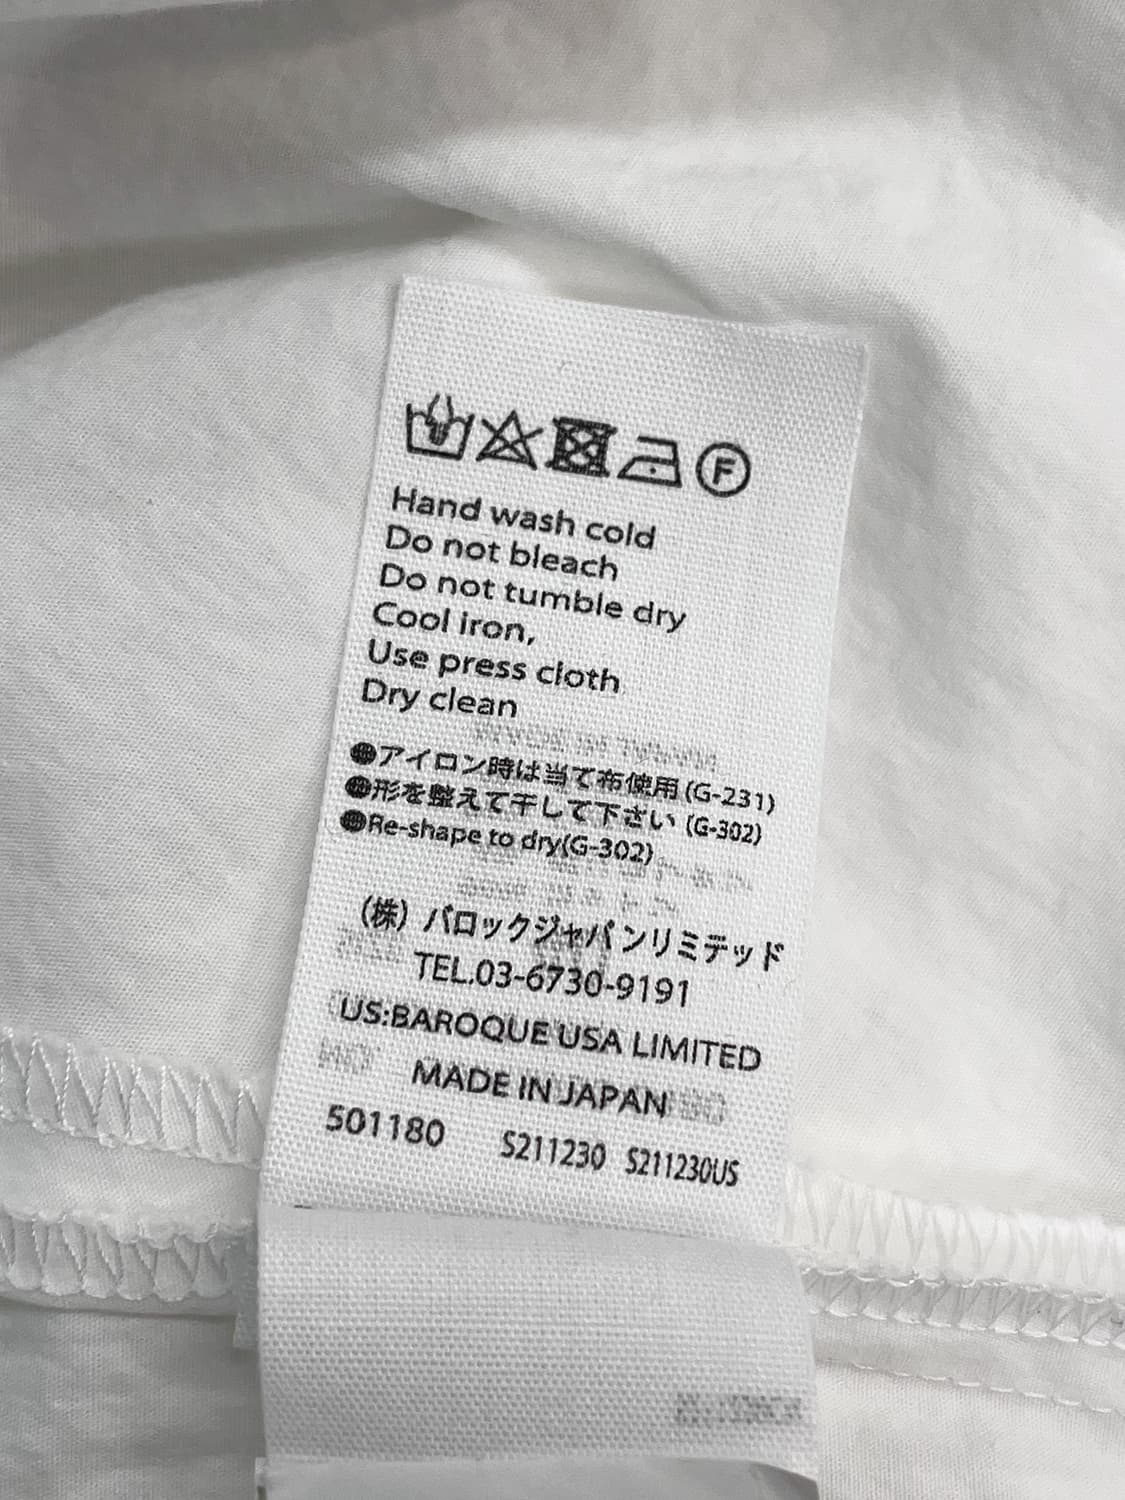 F
Hand wash cold
Do not bleach
Do not tumble dry
Cool iron,
Use press cloth
Dry clean
●アイロン時は当て布使用(G-231)
●形を整えて干して下さい(G-302)
●Re-shape to dry(G-302)
(株) バロックジャパンリミテッド
TEL.03-6730-9191
US:BAROQUE USA LIMITED
MADE IN JAPAN
501180 S211230 S211230US